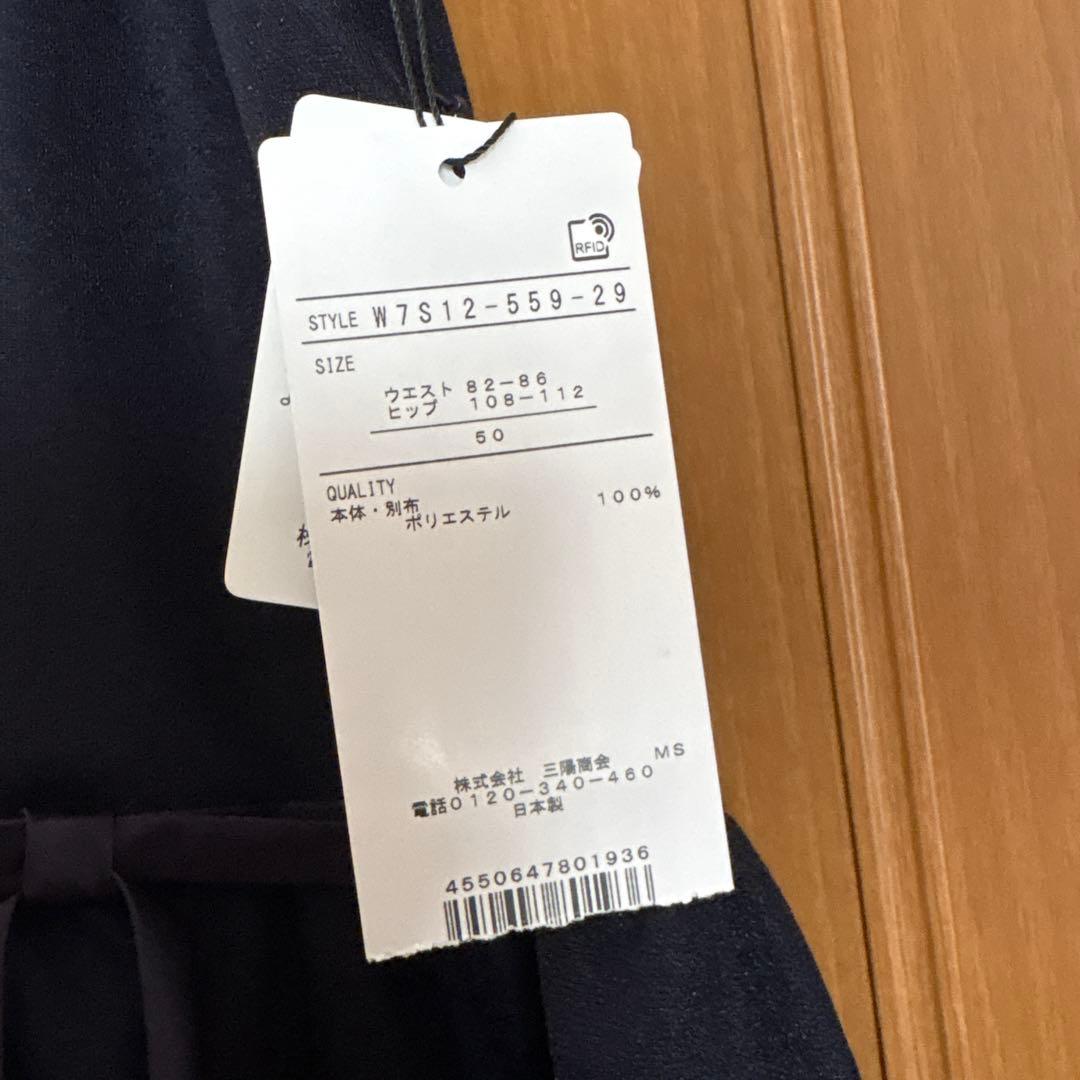 RFID
STYLE W7S12-559-29
SIZE
ウエスト 82-86
ヒップ 108-112
50
QUALITY
本体・別布
ポリエステル 100%
株式会社 三陽商会 MS
電話0120-340-460
日本製
4550647801936